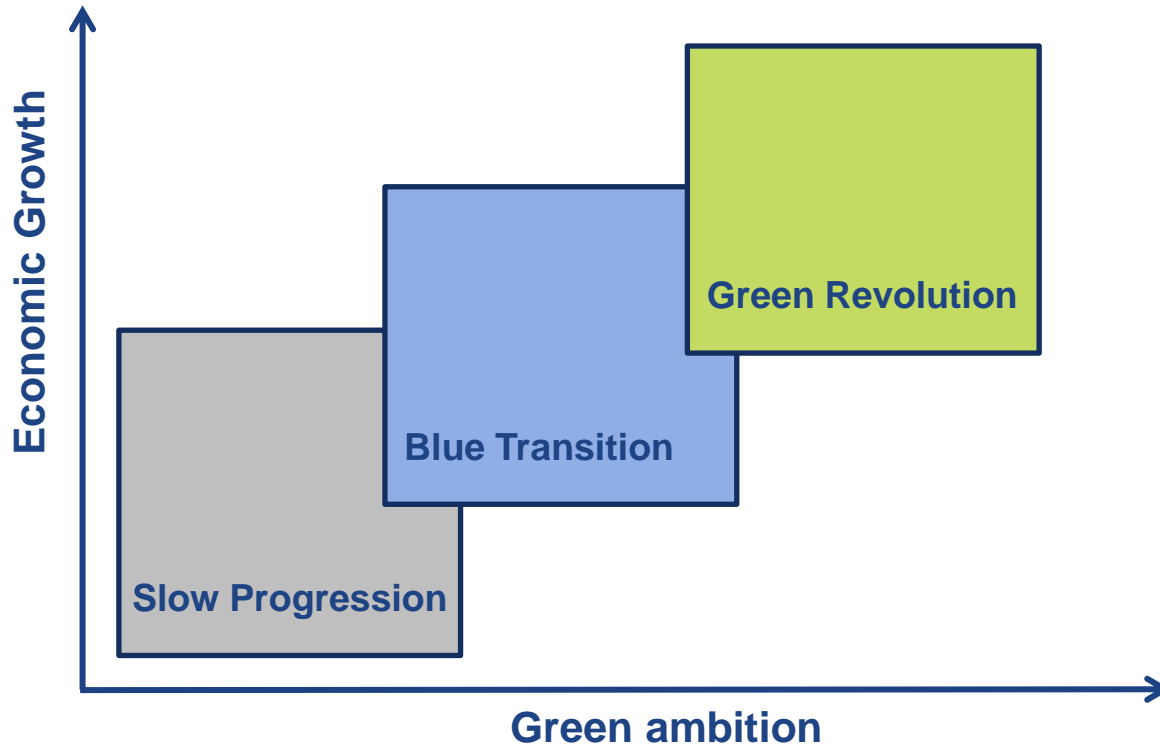 Economic Growth
Green Revolution
Blue Transition
Slow Progression
Green ambition